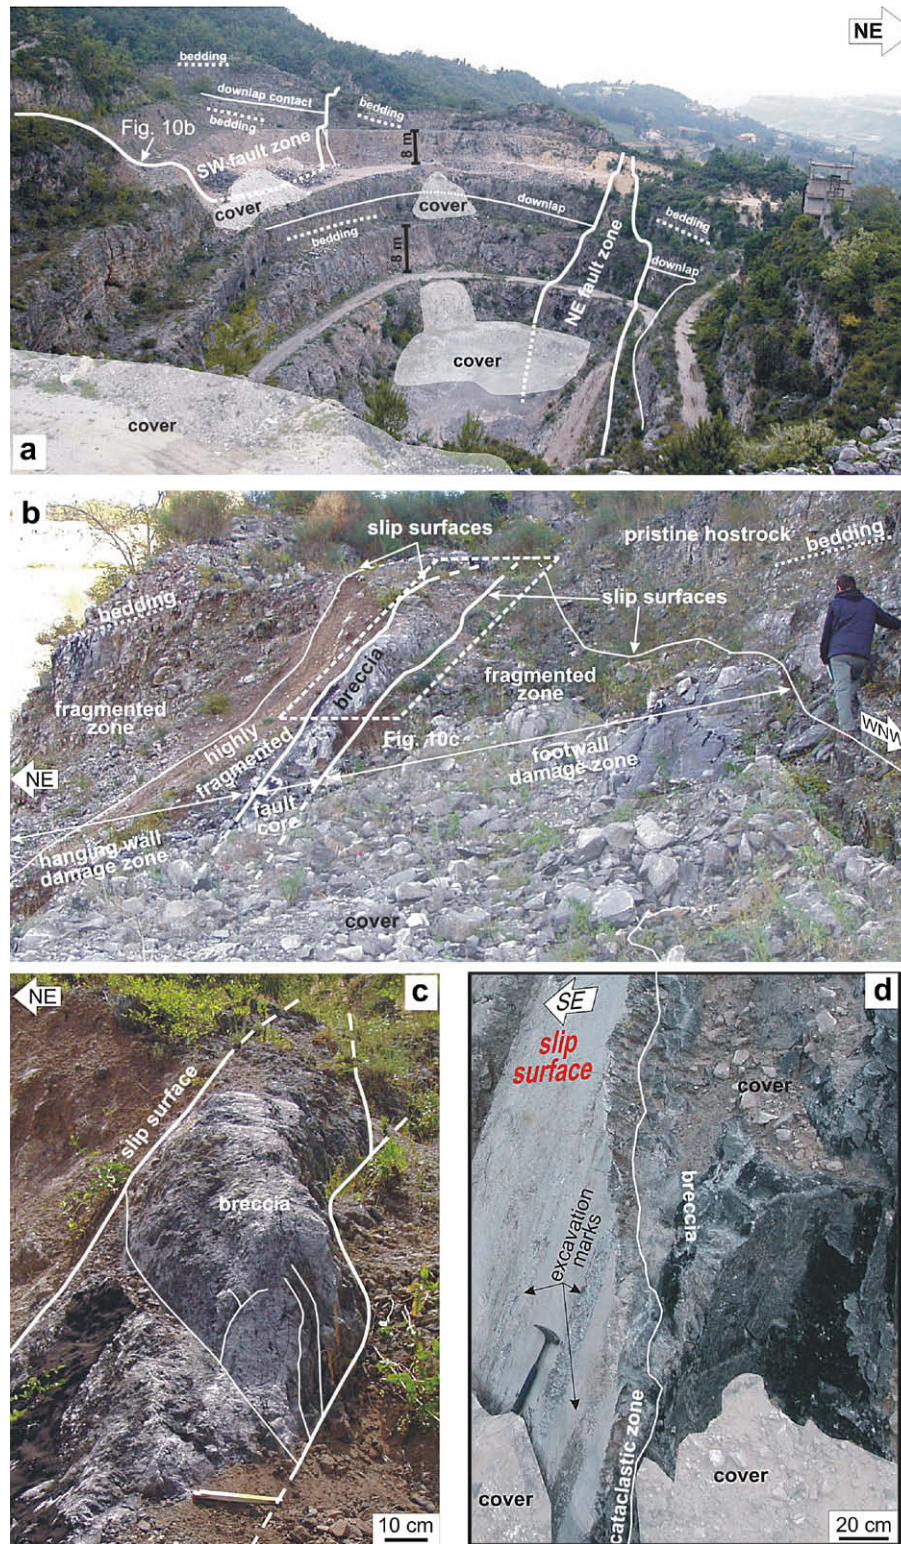 NE
bedding
downlap contact
bedding
bedding
Fig. 10b
SW fault zone
8 m
cover
cover
downlap
bedding
8 m
bedding
NE fault zone
downlap
cover
cover
a
b
slip surfaces
pristine hostrock
bedding
bedding
slip surfaces
breccia
fragmented
zone
fragmented
zone
highly
fragmented
Fig. 10c
WNW
NE
footwall
damage zone
fault
core
hanging wall
damage zone
cover
NE
c
slip surface
breccia
10 cm
d
SE
slip
surface
cover
breccia
excavation
marks
cataclastic zone
cover
cover
20 cm